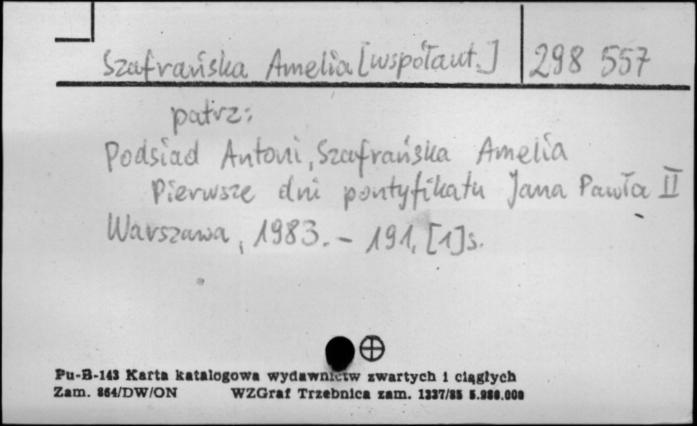 Szafrańska Amelia [współaut.] 298 557
patrz:
Podsiad Antoni, Szafrańska Amelia
Pierwsze dni pontyfikatu Jana Pawła II
Warszawa, 1983. - 191, [1]s.
Pu-B-143 Karta katalogowa wydawnictw zwartych i ciągłych
Zam. 864/DW/ON WZGraf Trzebnica zam. 1337/85 5.980.000